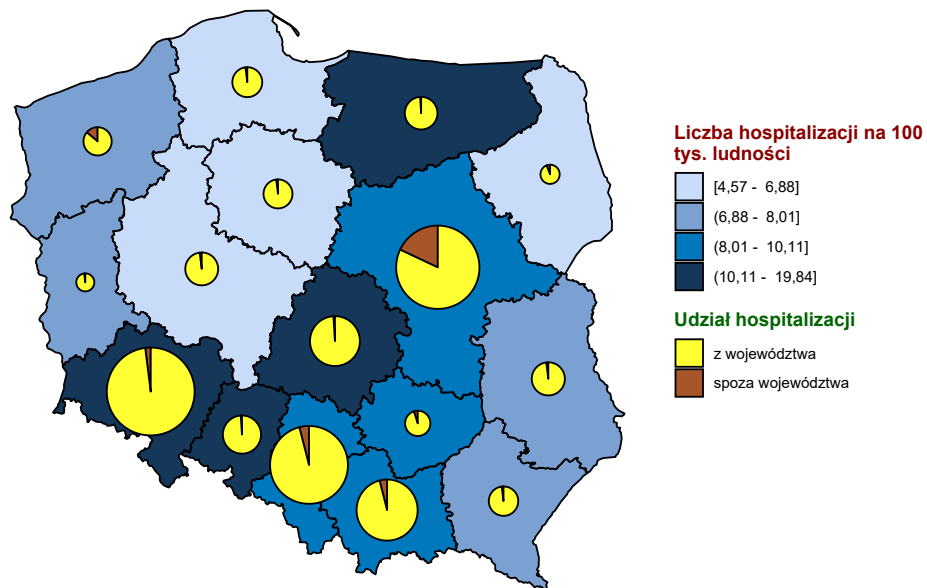 Liczba hospitalizacji na 100
tys. ludności
[4,57 - 6,88]
(6,88 - 8,01]
(8,01 - 10,11]
(10,11 - 19,84]
Udział hospitalizacji
z województwa
spoza województwa